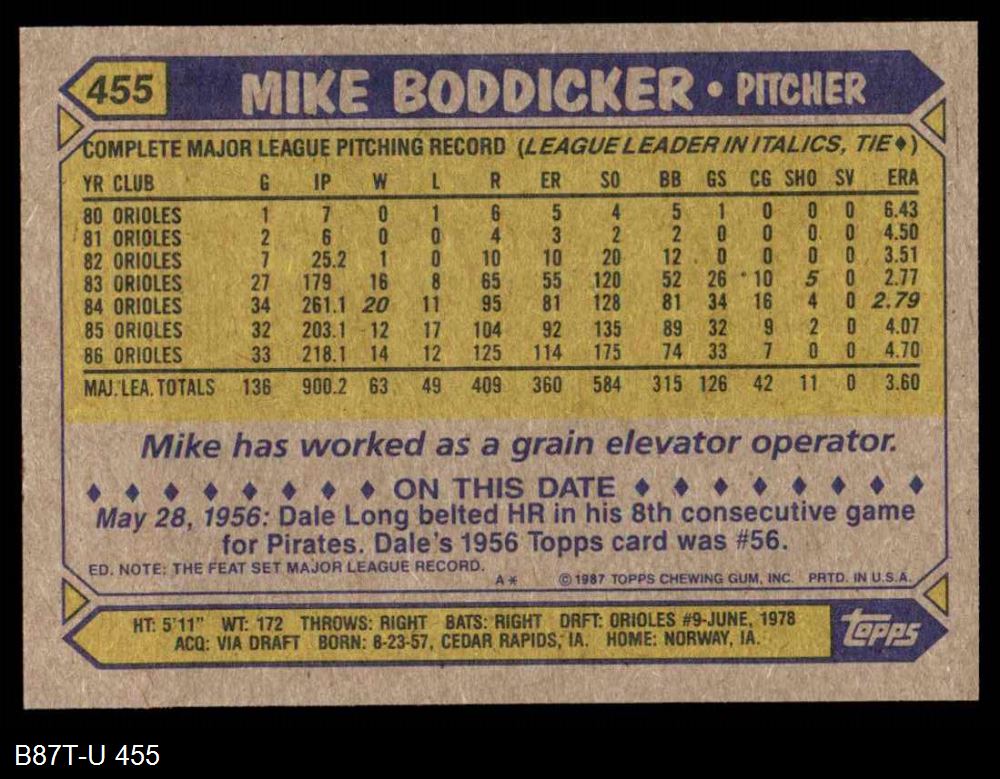 455 MIKE BODDICKER • PITCHER
COMPLETE MAJOR LEAGUE PITCHING RECORD (LEAGUE LEADER IN ITALICS, TIE♦)
YR CLUB G IP W L R ER SO BB GS CG SHO SV ERA
80 ORIOLES 1 7 0 1 6 5 4 5 1 0 0 0 6.43
81 ORIOLES 2 6 0 0 4 3 2 2 0 0 0 0 4.50
82 ORIOLES 7 25.2 1 0 10 10 20 12 0 0 0 0 3.51
83 ORIOLES 27 179 16 8 65 55 120 52 26 10 5 0 2.77
84 ORIOLES 34 261.1 20 11 95 81 128 81 34 16 4 0 2.79
85 ORIOLES 32 203.1 12 17 104 92 135 89 32 9 2 0 4.07
86 ORIOLES 33 218.1 14 12 125 114 175 74 33 7 0 0 4.70
MAJ. LEA. TOTALS 136 900.2 63 49 409 360 584 315 126 42 11 0 3.60
Mike has worked as a grain elevator operator.
♦ ♦ ♦ ♦ ♦ ♦ ♦ ♦ ON THIS DATE ♦ ♦ ♦ ♦ ♦ ♦ ♦ ♦
May 28, 1956: Dale Long belted HR in his 8th consecutive game
for Pirates. Dale's 1956 Topps card was #56.
ED. NOTE: THE FEAT SET MAJOR LEAGUE RECORD.
A* © 1987 TOPPS CHEWING GUM, INC. PRTD. IN U.S.A.
HT: 5'11" WT: 172 THROWS: RIGHT BATS: RIGHT DRFT: ORIOLES #9-JUNE, 1978
ACQ: VIA DRAFT BORN: 8-23-57, CEDAR RAPIDS, IA. HOME: NORWAY, IA.
topps
B87T-U 455